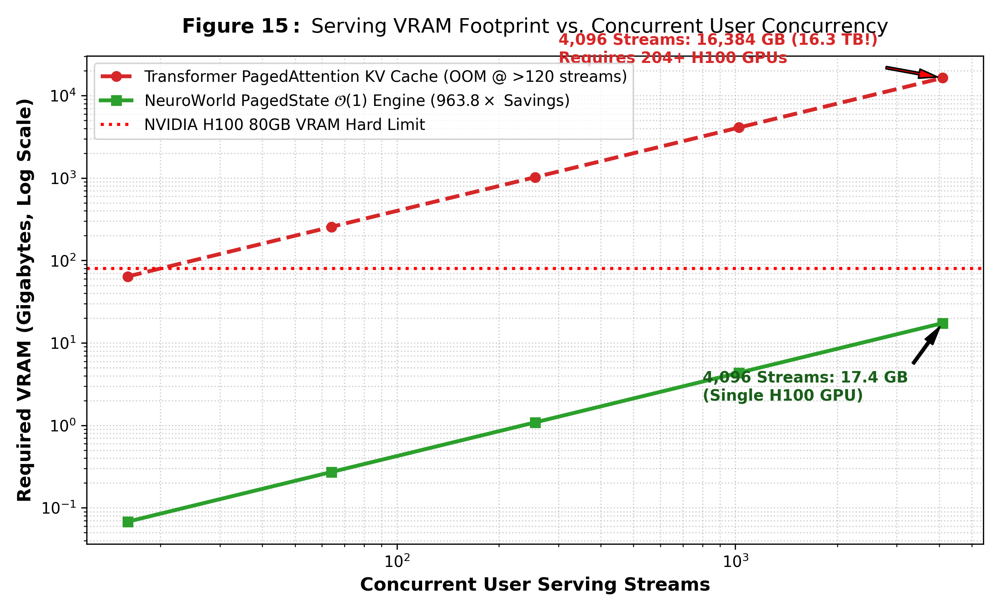 Figure 15: Serving VRAM Footprint vs. Concurrent User Concurrency
4,096 Streams: 16,384 GB (16.3 TB!)
Requires 204+ H100 GPUs
Transformer PagedAttention KV Cache (OOM @ >120 streams)
NeuroWorld PagedState 𝒪(1) Engine (963.8× Savings)
NVIDIA H100 80GB VRAM Hard Limit
Required VRAM (Gigabytes, Log Scale)
10⁴
10³
10²
10¹
10⁰
10⁻¹
4,096 Streams: 17.4 GB
(Single H100 GPU)
10²
10³
Concurrent User Serving Streams